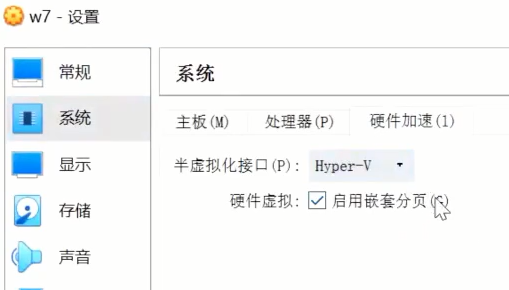 w7 - 设置
常规
系统
显示
存储
声音
系统
主板(M)
处理器(P)
硬件加速(l)
半虚拟化接口(P): Hyper-V
硬件虚拟: 启用嵌套分页(G)